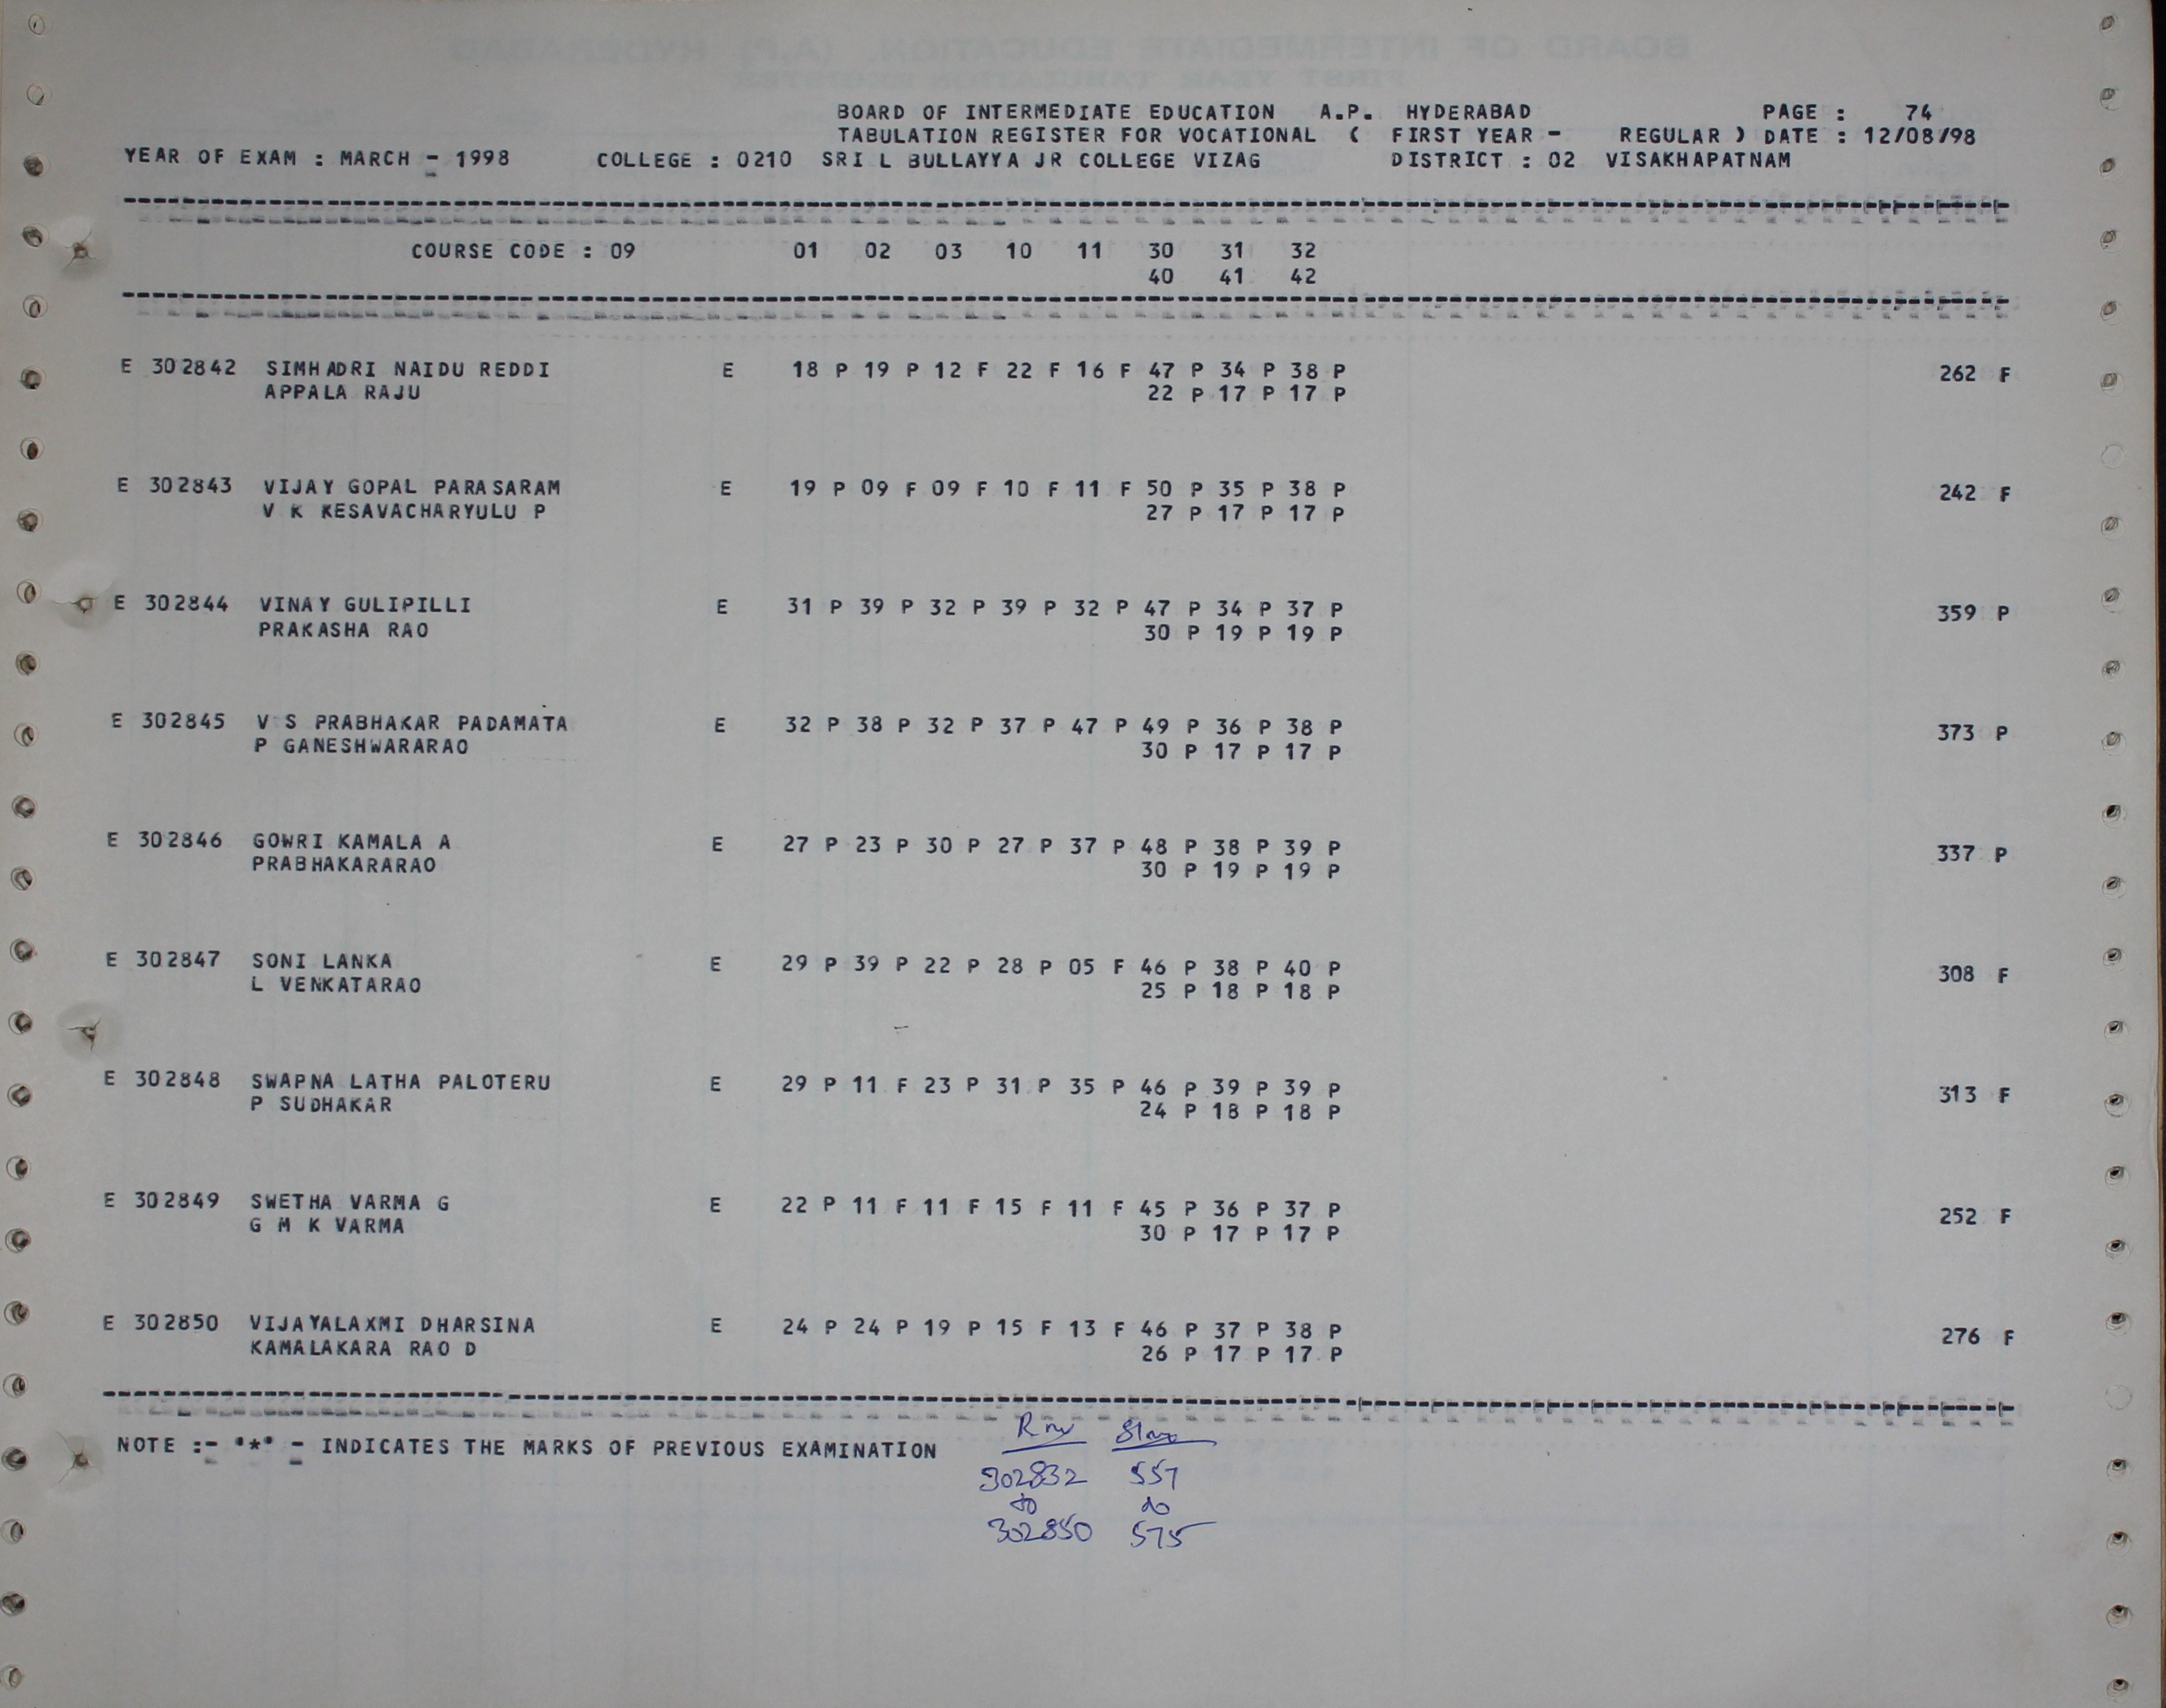 BOARD OF INTERMEDIATE EDUCATION A.P. HYDERABAD PAGE : 74
TABULATION REGISTER FOR VOCATIONAL ( FIRST YEAR - REGULAR ) DATE : 12/08/98
YEAR OF EXAM : MARCH - 1998 COLLEGE : 0210 SRI L BULLAYYA JR COLLEGE VIZAG DISTRICT : 02 VISAKHAPATNAM
COURSE CODE : 09 01 02 03 10 11 30 31 32
40 41 42
E 302842 SIMHADRI NAIDU REDDI E 18 P 19 P 12 F 22 F 16 F 47 P 34 P 38 P 262 F
APPALA RAJU 22 P 17 P 17 P
E 302843 VIJAY GOPAL PARASARAM E 19 P 09 F 09 F 10 F 11 F 50 P 35 P 38 P 242 F
V K KESAVACHARYULU P 27 P 17 P 17 P
E 302844 VINAY GULIPILLI E 31 P 39 P 32 P 39 P 32 P 47 P 34 P 37 P 359 P
PRAKASHA RAO 30 P 19 P 19 P
E 302845 V S PRABHAKAR PADAMATA E 32 P 38 P 32 P 37 P 47 P 49 P 36 P 38 P 373 P
P GANESHWARARAO 30 P 17 P 17 P
E 302846 GOWRI KAMALA A E 27 P 23 P 30 P 27 P 37 P 48 P 38 P 39 P 337 P
PRABHAKARARAO 30 P 19 P 19 P
E 302847 SONI LANKA E 29 P 39 P 22 P 28 P 05 F 46 P 38 P 40 P 308 F
L VENKATARAO 25 P 18 P 18 P
E 302848 SWAPNA LATHA PALOTERU E 29 P 11 F 23 P 31 P 35 P 46 P 39 P 39 P 313 F
P SUDHAKAR 24 P 18 P 18 P
E 302849 SWETHA VARMA G E 22 P 11 F 11 F 15 F 11 F 45 P 36 P 37 P 252 F
G M K VARMA 30 P 17 P 17 P
E 302850 VIJAYALAXMI DHARSINA E 24 P 24 P 19 P 15 F 13 F 46 P 37 P 38 P 276 F
KAMALAKARA RAO D 26 P 17 P 17 P
NOTE :- '*' - INDICATES THE MARKS OF PREVIOUS EXAMINATION
302832 557
to to
302850 575